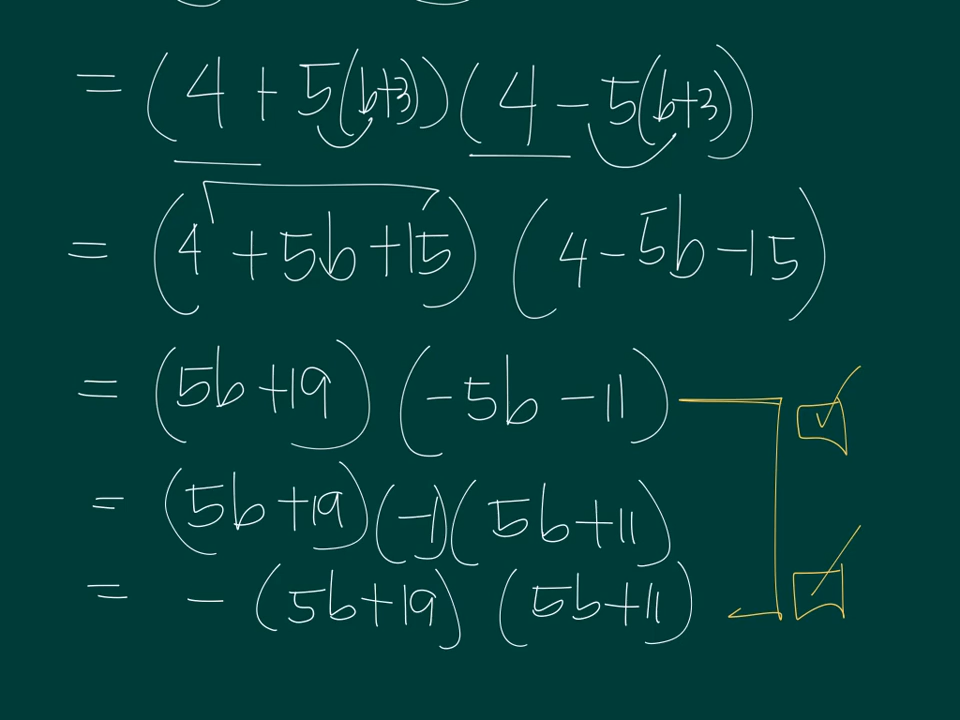 = (4 + 5(b+3))(4 - 5(b+3))
= (4 + 5b + 15) (4 - 5b - 15)
= (5b + 19) (-5b - 11)
= (5b + 19)(-1)(5b + 11)
= - (5b + 19) (5b + 11)